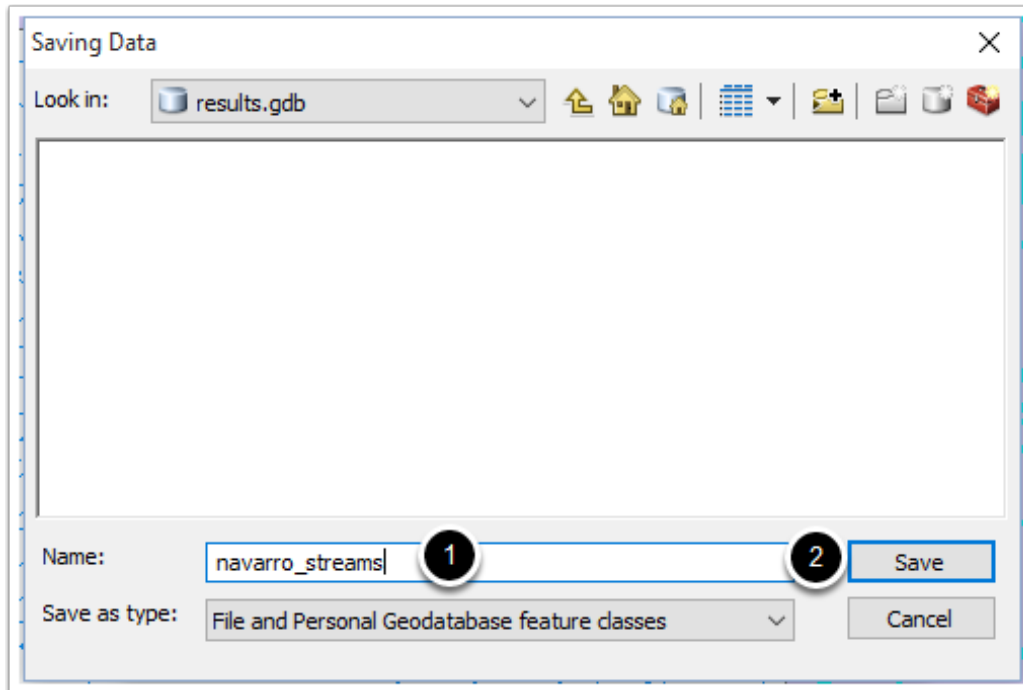 Saving Data
Look in: results.gdb
Name: navarro_streams 1 2 Save
Save as type: File and Personal Geodatabase feature classes Cancel